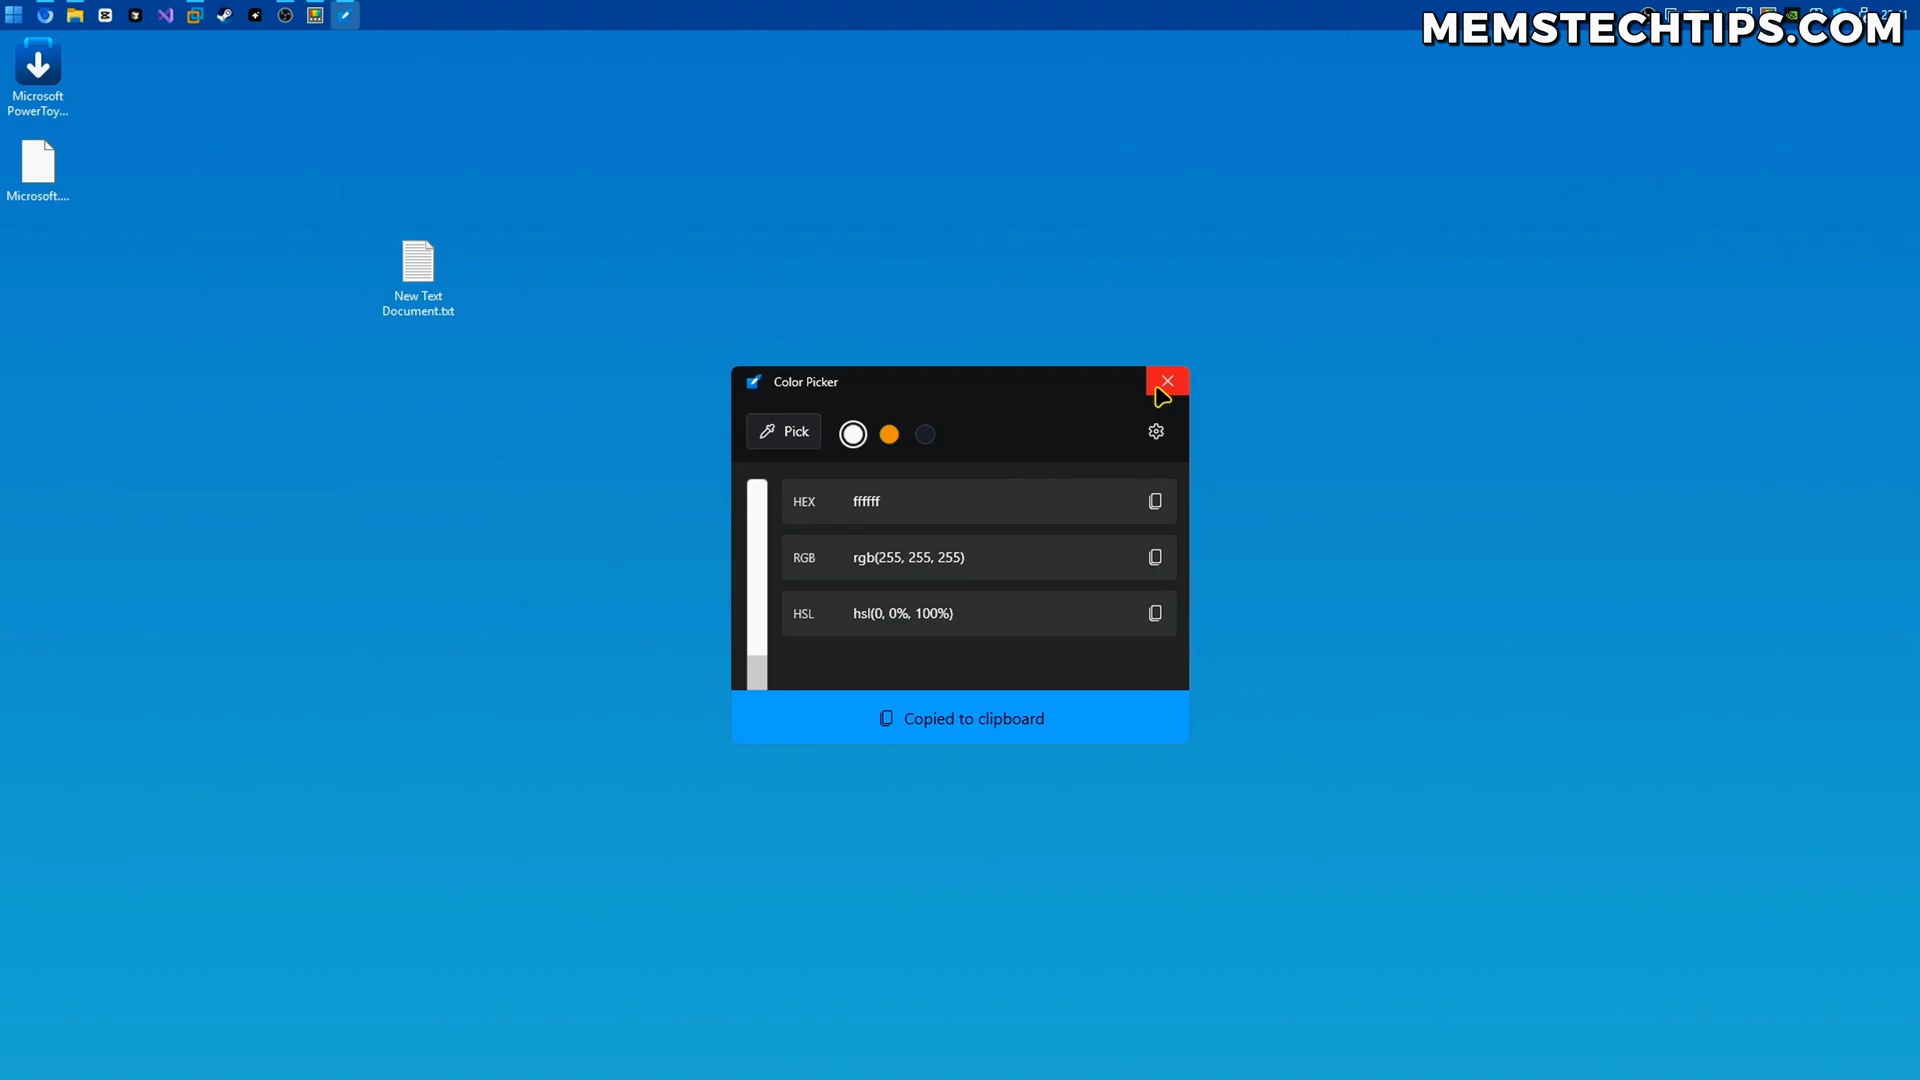 MEMSTECHTIPS.COM
Microsoft
PowerToy...
Microsoft....
New Text
Document.txt
Color Picker
Pick
HEX ffffff
RGB rgb(255, 255, 255)
HSL hsl(0, 0%, 100%)
Copied to clipboard